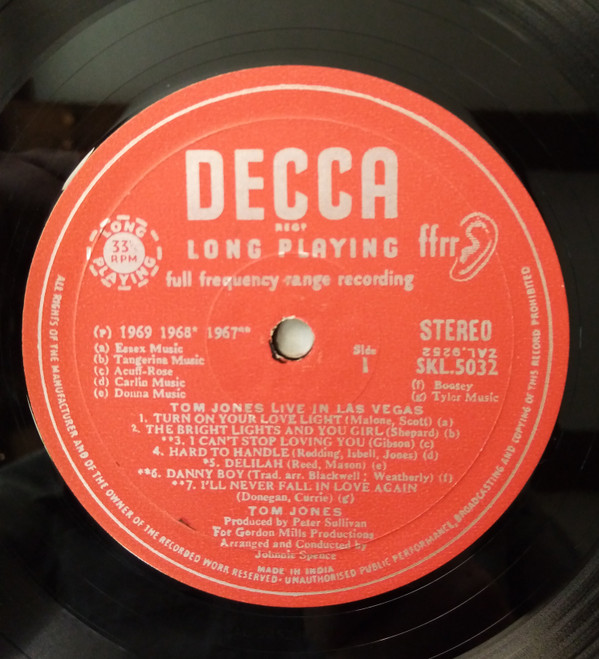 DECCA
REGD
LONG PLAYING
ffrr
full frequency range recording
LONG PLAYING
33⅓
RPM
(P) 1969 1968* 1967**
(a) Essex Music
(b) Tangerine Music
(c) Acuff-Rose
(d) Carlin Music
(e) Donna Music
Side
1
STEREO
ZAL.9252
SKL.5032
(f) Boosey
(g) Tyler Music
TOM JONES LIVE IN LAS VEGAS
1. TURN ON YOUR LOVE LIGHT (Malone, Scott) (a)
2. THE BRIGHT LIGHTS AND YOU GIRL (Shepard) (b)
**3. I CAN'T STOP LOVING YOU (Gibson) (c)
4. HARD TO HANDLE (Redding, Isbell, Jones) (d)
*5. DELILAH (Reed, Mason) (e)
**6. DANNY BOY (Trad. arr. Blackwell; Weatherly) (f)
**7. I'LL NEVER FALL IN LOVE AGAIN
(Donegan, Currie) (g)
TOM JONES
Produced by Peter Sullivan
For Gordon Mills Productions
Arranged and Conducted by
Johnnie Spence
MADE IN INDIA
ALL RIGHTS OF THE MANUFACTURER AND OF THE OWNER OF THE RECORDED WORK RESERVED · UNAUTHORISED PUBLIC PERFORMANCE, BROADCASTING AND COPYING OF THIS RECORD PROHIBITED